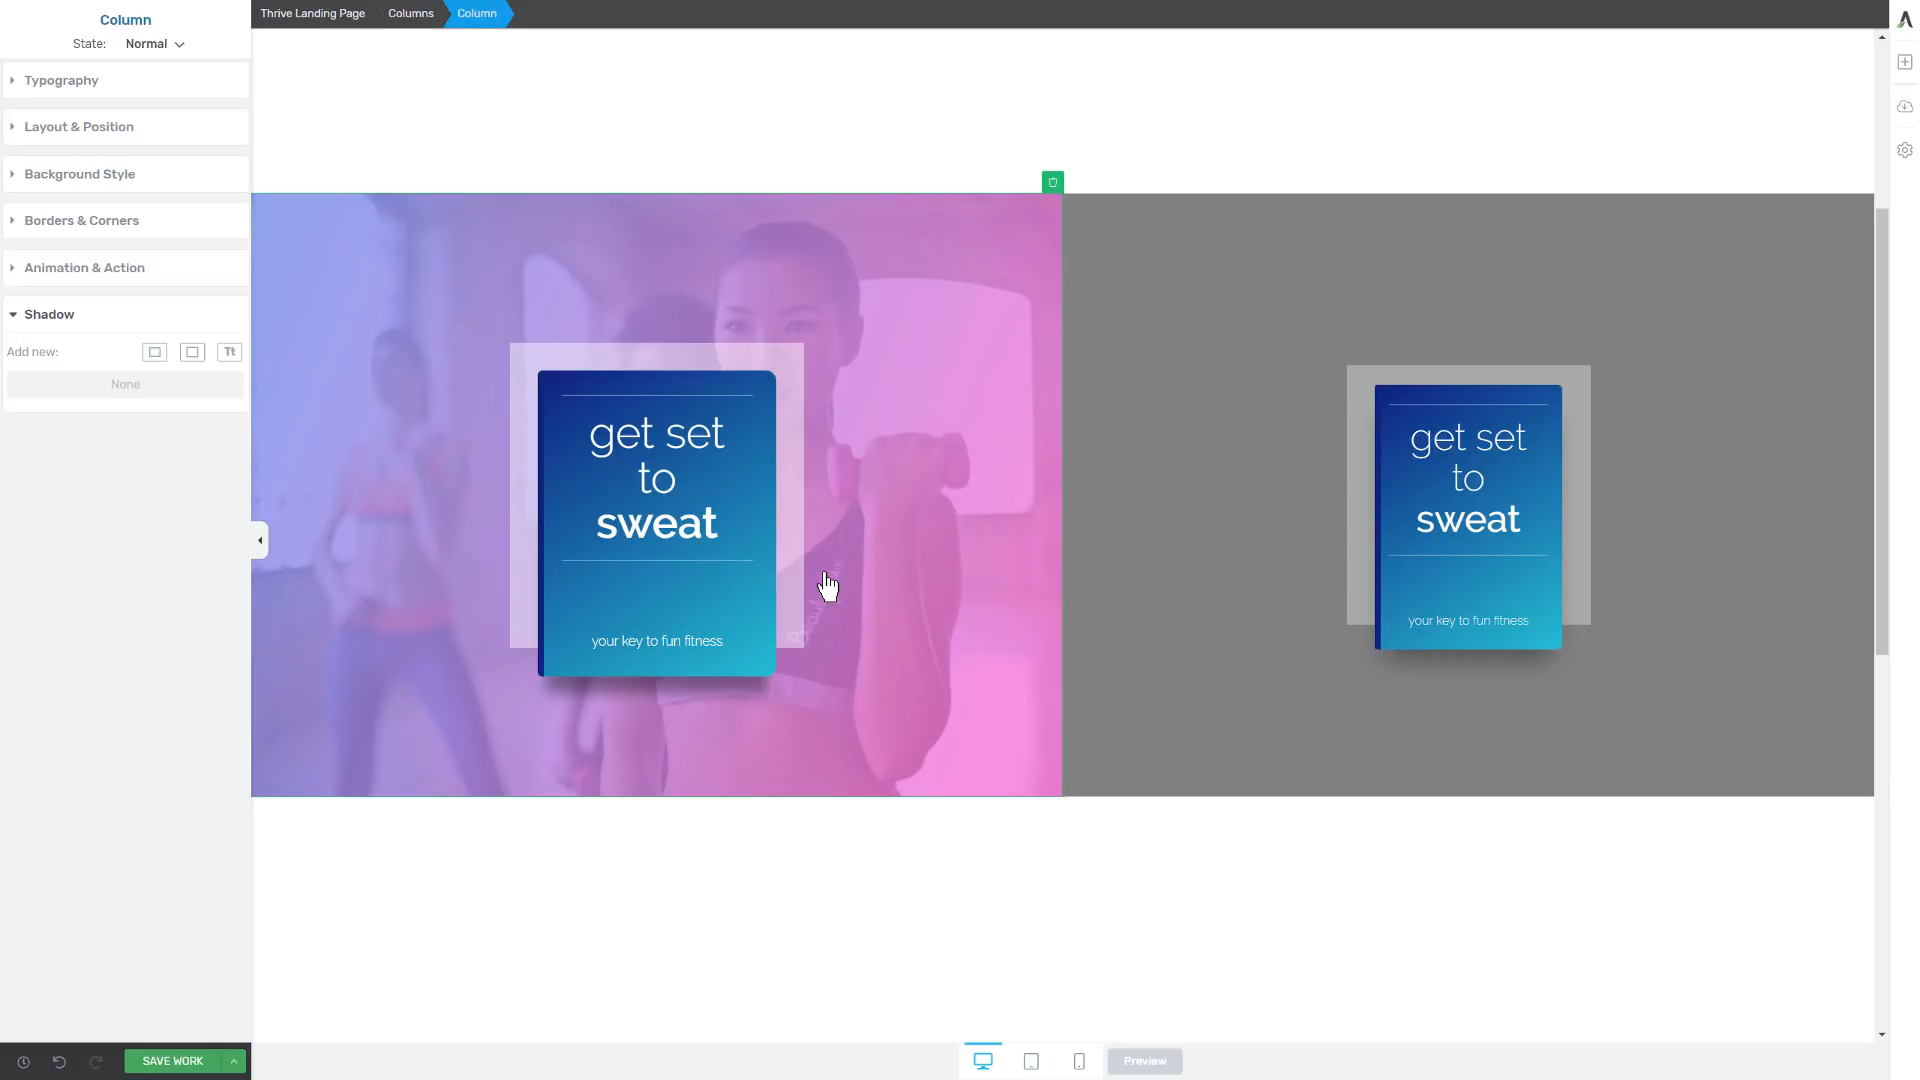 Column
State: Normal
Typography
Layout & Position
Background Style
Borders & Corners
Animation & Action
Shadow
Add new: Tt
None
SAVE WORK
Thrive Landing Page Columns Column
get set
to
sweat
your key to fun fitness
get set
to
sweat
your key to fun fitness
Preview